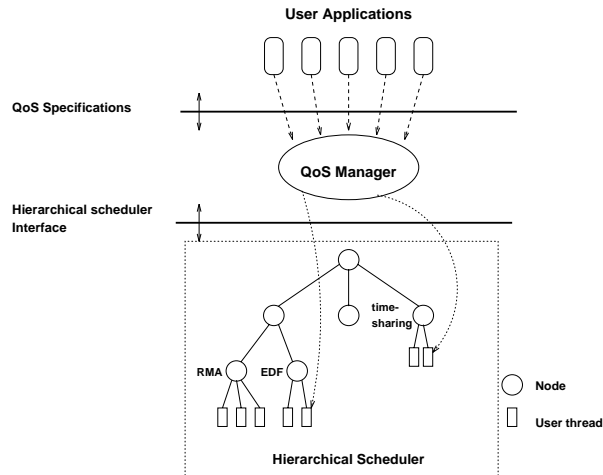 User Applications
QoS Specifications
QoS Manager
Hierarchical scheduler
Interface
time-
sharing
RMA
EDF
Node
User thread
Hierarchical Scheduler